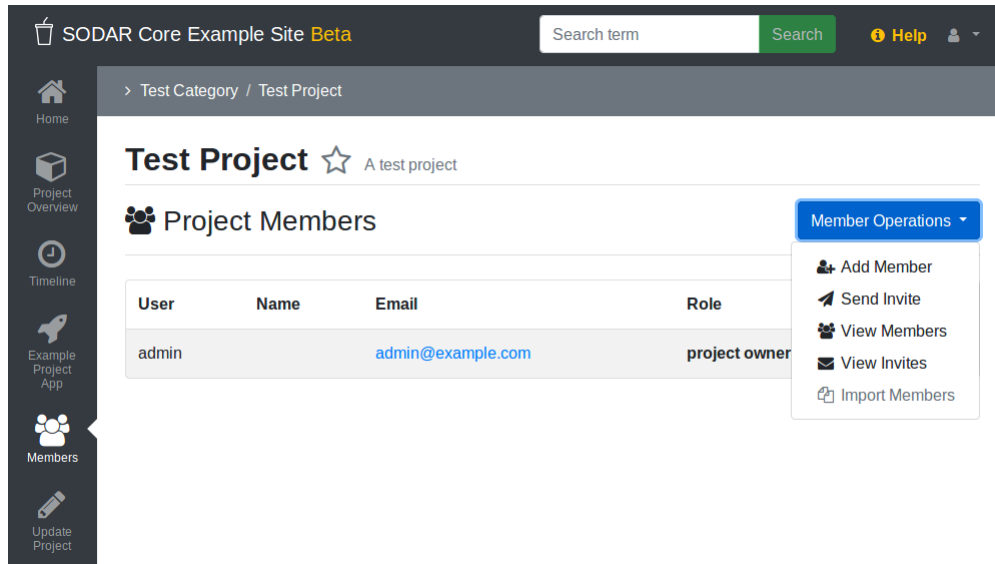 SODAR Core Example Site Beta
Search term
Search
Help
Home
Project
Overview
Timeline
Example
Project
App
Members
Update
Project
> Test Category / Test Project
Test Project A test project
Project Members
Member Operations
Add Member
Send Invite
View Members
View Invites
Import Members
User Name Email Role
admin admin@example.com project owner